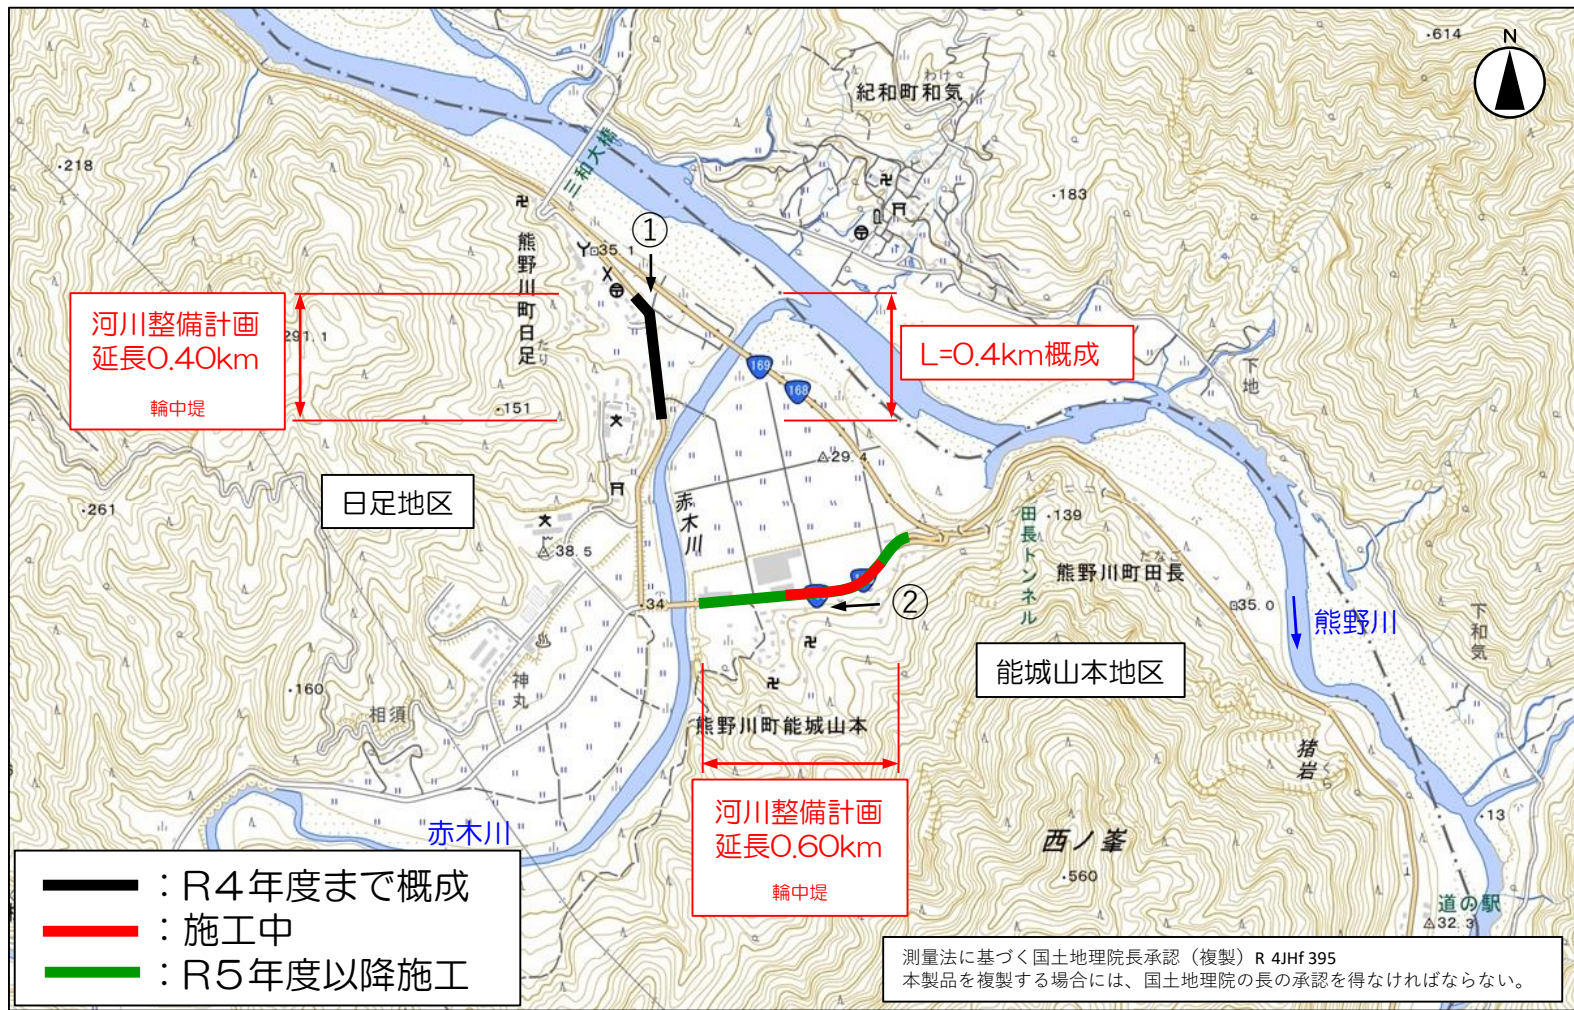 N
・614
わけ
紀和町和気
・218
三和大橋
・183
①
35.1
熊野川町日足
たり
河川整備計画
延長0.40km
輪中堤
291.1
・151
L=0.4km概成
169
168
下地
29.4
日足地区
・261
赤木川
38.5
・139
田長トンネル
たなご
熊野川町田長
100
・34
②
35.0
熊野川
下和気
能城山本地区
・160
神丸
相須
熊野川町能城山本
猪岩
河川整備計画
延長0.60km
輪中堤
・13
赤木川
西ノ峯
・560
道の駅
32.3
：R４年度まで概成
：施工中
：R５年度以降施工
測量法に基づく国土地理院長承認（複製）R 4JHf 395
本製品を複製する場合には、国土地理院の長の承認を得なければならない。